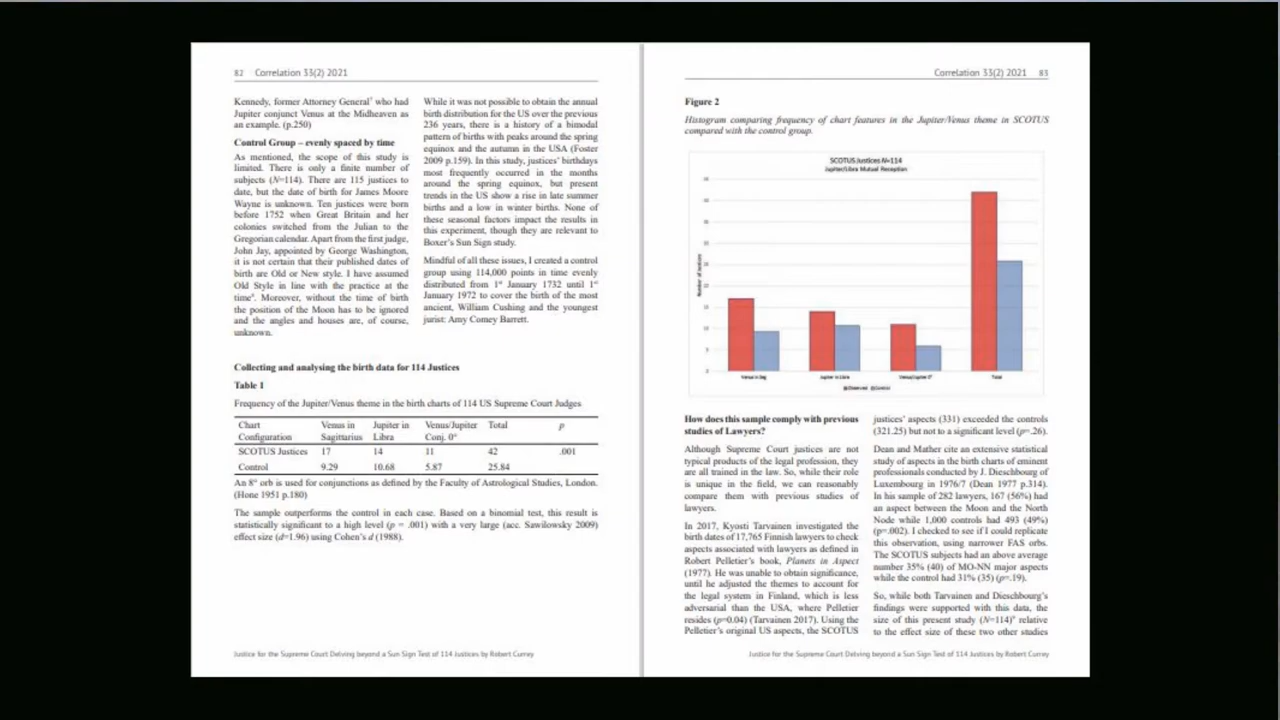 82 Correlation 33(2) 2021
Kennedy, former Attorney General⁷ who had
Jupiter conjunct Venus at the Midheaven as
an example. (p.250)
Control Group – evenly spaced by time
As mentioned, the scope of this study is
limited. There is only a finite number of
subjects (N=114). There are 115 justices to
date, but the date of birth for James Moore
Wayne is unknown. Ten justices were born
before 1752 when Great Britain and her
colonies switched from the Julian to the
Gregorian calendar. Apart from the first judge,
John Jay, appointed by George Washington,
it is not certain that their published dates of
birth are Old or New style. I have assumed
Old Style in line with the practice at the
time⁸. Moreover, without the time of birth
the position of the Moon has to be ignored
and the angles and houses are, of course,
unknown.
While it was not possible to obtain the annual
birth distribution for the US over the previous
236 years, there is a history of a bimodal
pattern of births with peaks around the spring
equinox and the autumn in the USA (Foster
2009 p.159). In this study, justices' birthdays
most frequently occurred in the months
around the spring equinox, but present
trends in the US show a rise in late summer
births and a low in winter births. None of
these seasonal factors impact the results in
this experiment, though they are relevant to
Boxer's Sun Sign study.
Mindful of all these issues, I created a control
group using 114,000 points in time evenly
distributed from 1st January 1732 until 1st
January 1972 to cover the birth of the most
ancient, William Cushing and the youngest
jurist: Amy Comey Barrett.
Collecting and analysing the birth data for 114 Justices
Table 1
Frequency of the Jupiter/Venus theme in the birth charts of 114 US Supreme Court Judges
Chart Configuration Venus in Sagittarius Jupiter in Libra Venus/Jupiter Conj. 0° Total p
SCOTUS Justices 17 14 11 42 .001
Control 9.29 10.68 5.87 25.84
An 8° orb is used for conjunctions as defined by the Faculty of Astrological Studies, London.
(Hone 1951 p.180)
The sample outperforms the control in each case. Based on a binomial test, this result is
statistically significant to a high level (p = .001) with a very large (acc. Sawilowsky 2009)
effect size (d=1.96) using Cohen's d (1988).
Justice for the Supreme Court Delving beyond a Sun Sign Test of 114 Justices by Robert Currey
Correlation 33(2) 2021 83
Figure 2
Histogram comparing frequency of chart features in the Jupiter/Venus theme in SCOTUS
compared with the control group.
SCOTUS Justices N=114
Jupiter/Libra Mutual Reception
Number of Justices
Venus in Sag
Jupiter in Libra
Venus/Jupiter 0°
Total
Observed Control
How does this sample comply with previous
studies of Lawyers?
Although Supreme Court justices are not
typical products of the legal profession, they
are all trained in the law. So, while their role
is unique in the field, we can reasonably
compare them with previous studies of
lawyers.
In 2017, Kyosti Tarvainen investigated the
birth dates of 17,765 Finnish lawyers to check
aspects associated with lawyers as defined in
Robert Pelletier's book, Planets in Aspect
(1977). He was unable to obtain significance,
until he adjusted the themes to account for
the legal system in Finland, which is less
adversarial than the USA, where Pelletier
resides (p=0.04) (Tarvainen 2017). Using the
Pelletier's original US aspects, the SCOTUS
justices' aspects (331) exceeded the controls
(321.25) but not to a significant level (p=.26).
Dean and Mather cite an extensive statistical
study of aspects in the birth charts of eminent
professionals conducted by J. Dieschbourg of
Luxembourg in 1976/7 (Dean 1977 p.314).
In his sample of 282 lawyers, 167 (56%) had
an aspect between the Moon and the North
Node while 1,000 controls had 493 (49%)
(p=.002). I checked to see if I could replicate
this observation, using narrower FAS orbs.
The SCOTUS subjects had an above average
number 35% (40) of MO-NN major aspects
while the control had 31% (35) (p=.19).
So, while both Tarvainen and Dieschbourg's
findings were supported with this data, the
size of this present study (N=114)⁹ relative
to the effect size of these two other studies
Justice for the Supreme Court Delving beyond a Sun Sign Test of 114 Justices by Robert Currey